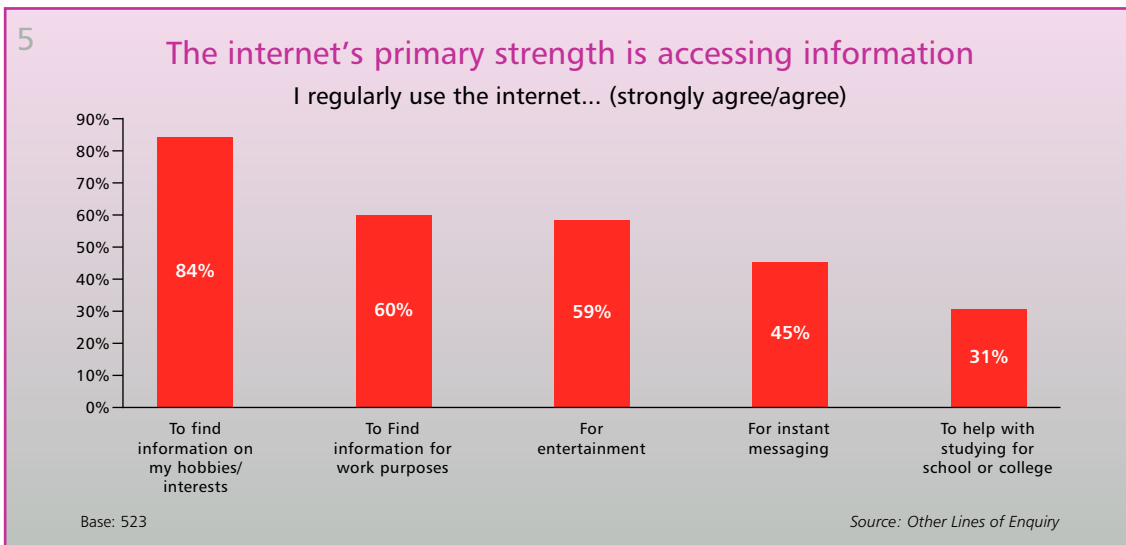 5
The internet’s primary strength is accessing information
I regularly use the internet... (strongly agree/agree)
90%
80%
70%
60%
50%
40%
30%
20%
10%
0%
84%
60%
59%
45%
31%
To find
information on
my hobbies/
interests
To Find
information for
work purposes
For
entertainment
For instant
messaging
To help with
studying for
school or college
Base: 523
Source: Other Lines of Enquiry